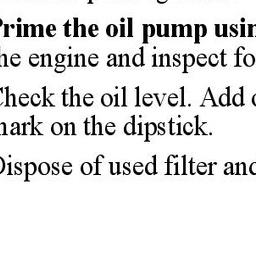 Prime the oil pump usin
he engine and inspect fo
Check the oil level. Add
mark on the dipstick.
Dispose of used filter and